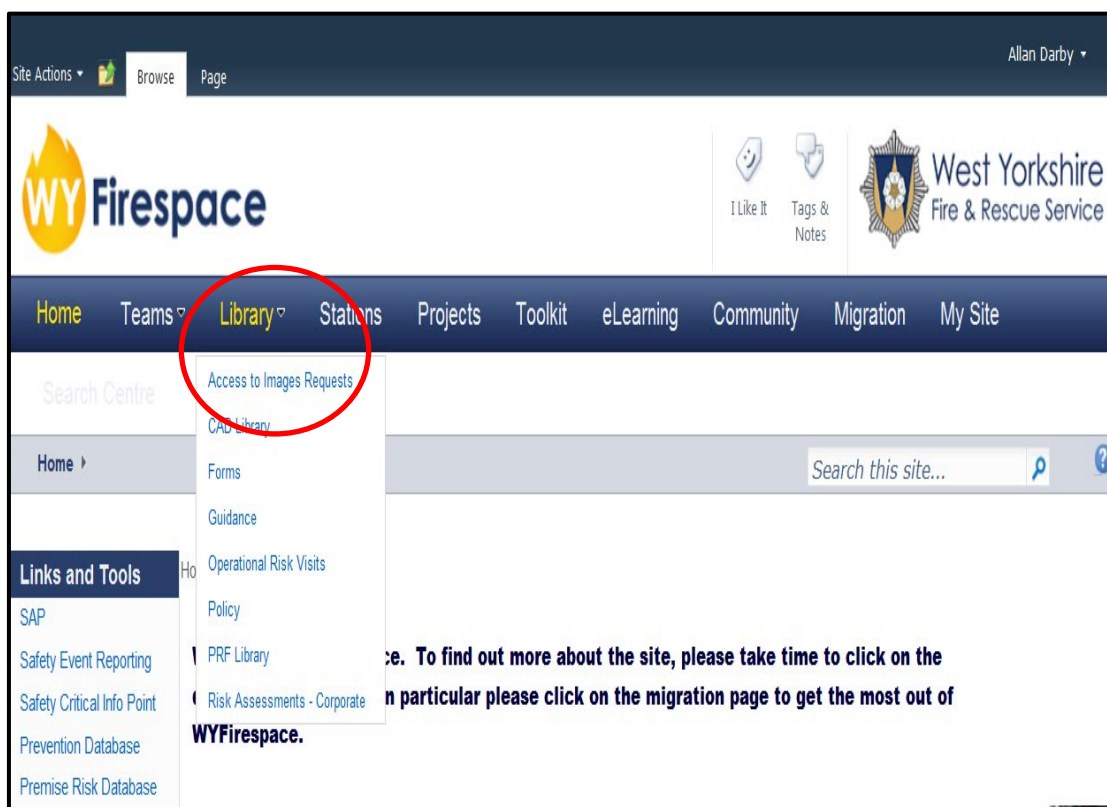 Allan Darby
Site Actions Browse Page
WY Firespace
I Like It Tags &
Notes
West Yorkshire
Fire & Rescue Service
Home Teams Library Stations Projects Toolkit eLearning Community Migration My Site
Search Centre
Access to Images Requests
CAD Library
Forms
Guidance
Operational Risk Visits
Policy
PRF Library
Risk Assessments - Corporate
Home
Search this site...
Links and Tools
SAP
Safety Event Reporting
Safety Critical Info Point
Prevention Database
Premise Risk Database
To find out more about the site, please take time to click on the
particular please click on the migration page to get the most out of
WYFirespace.